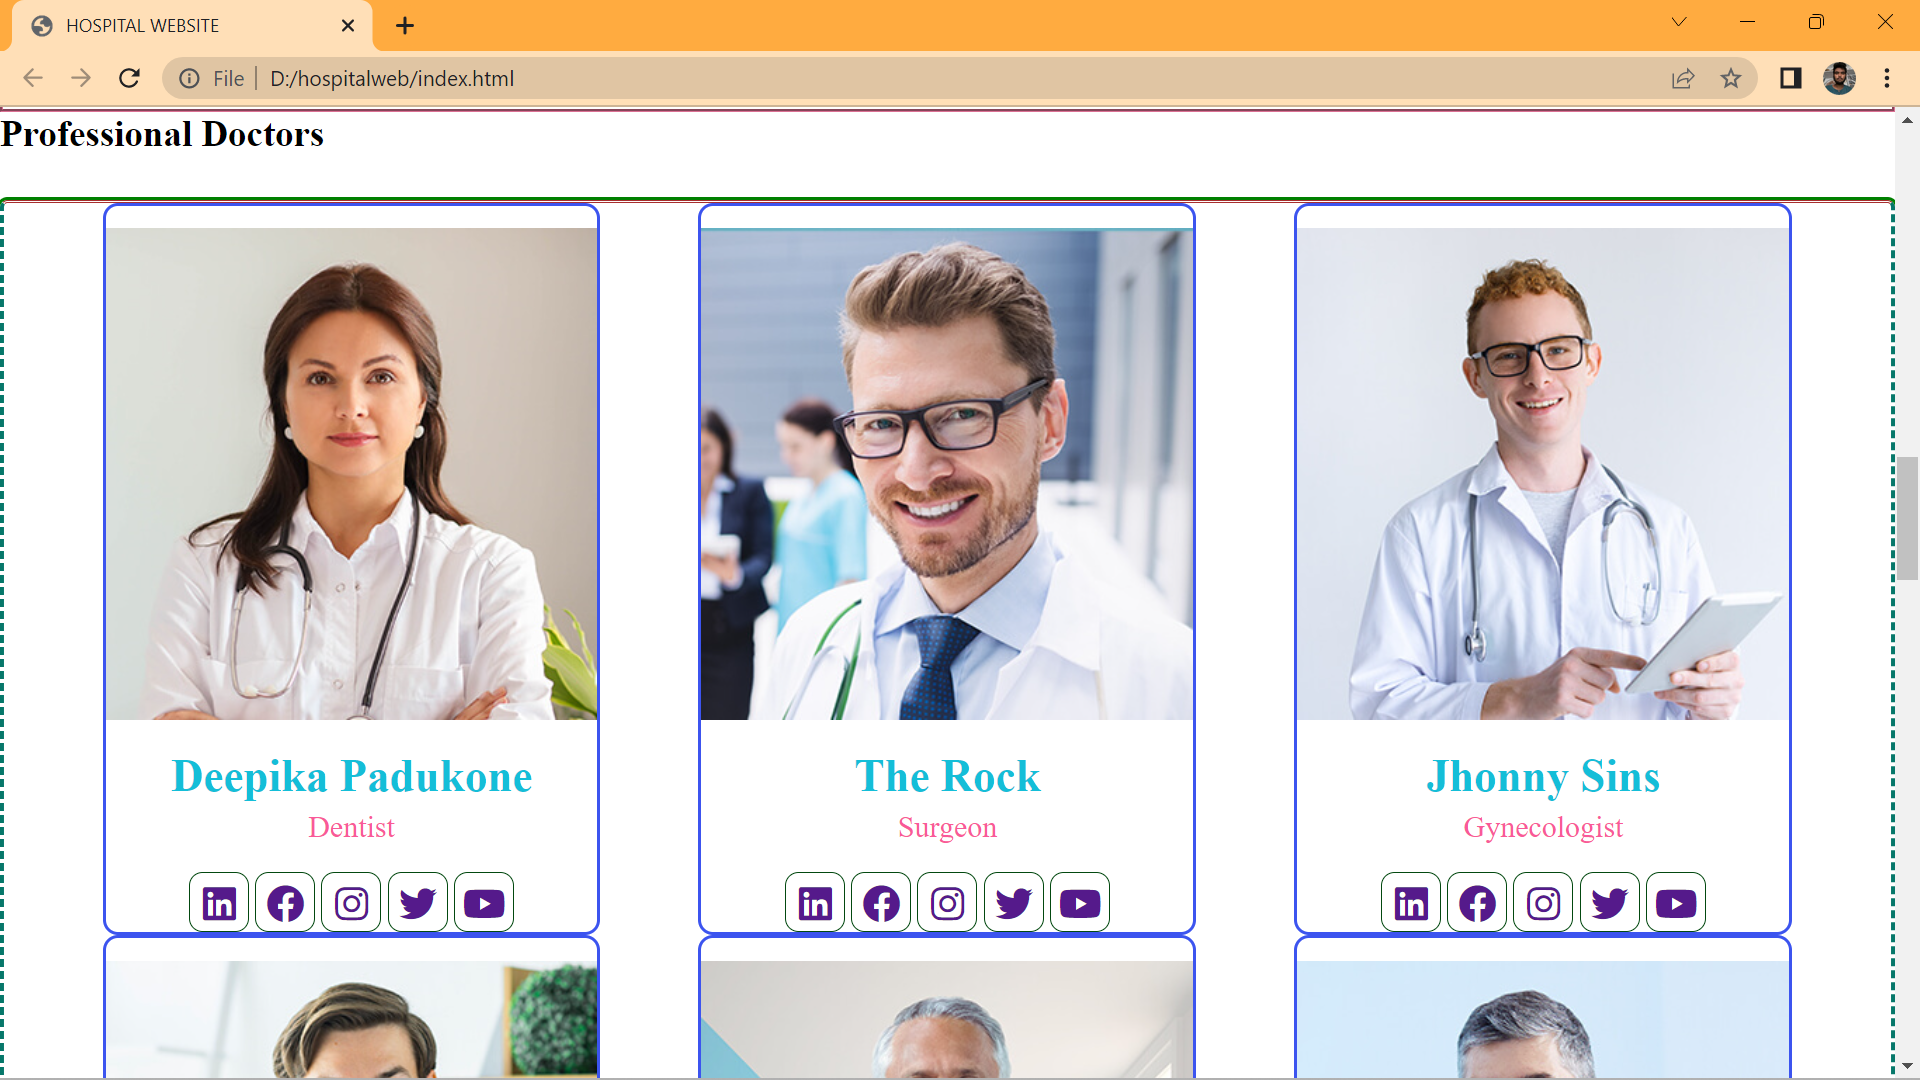 HOSPITAL WEBSITE
File
D:/hospitalweb/index.html
Professional Doctors
Deepika Padukone
Dentist
The Rock
Surgeon
Jhonny Sins
Gynecologist